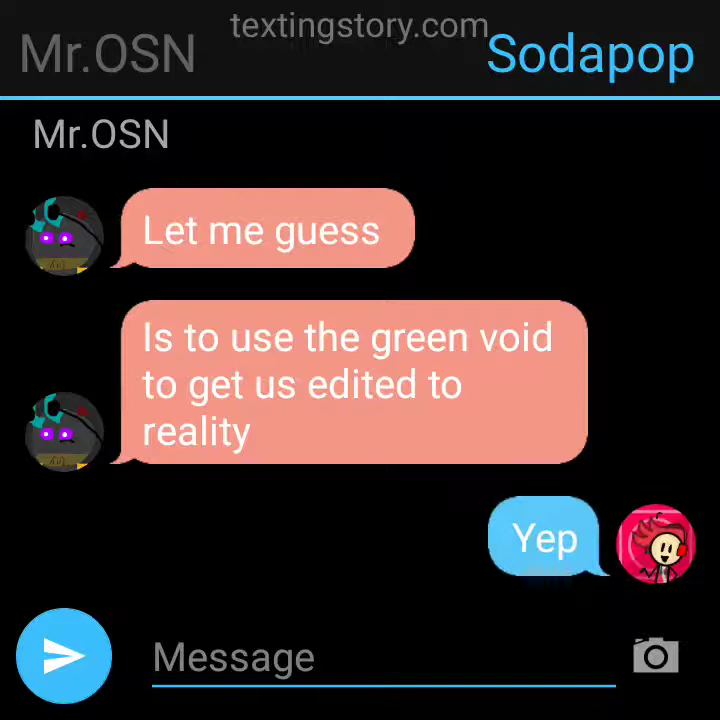 textingstory.com
Mr.OSN
Sodapop
Mr.OSN
Let me guess
Is to use the green void
to get us edited to
reality
Yep
Message